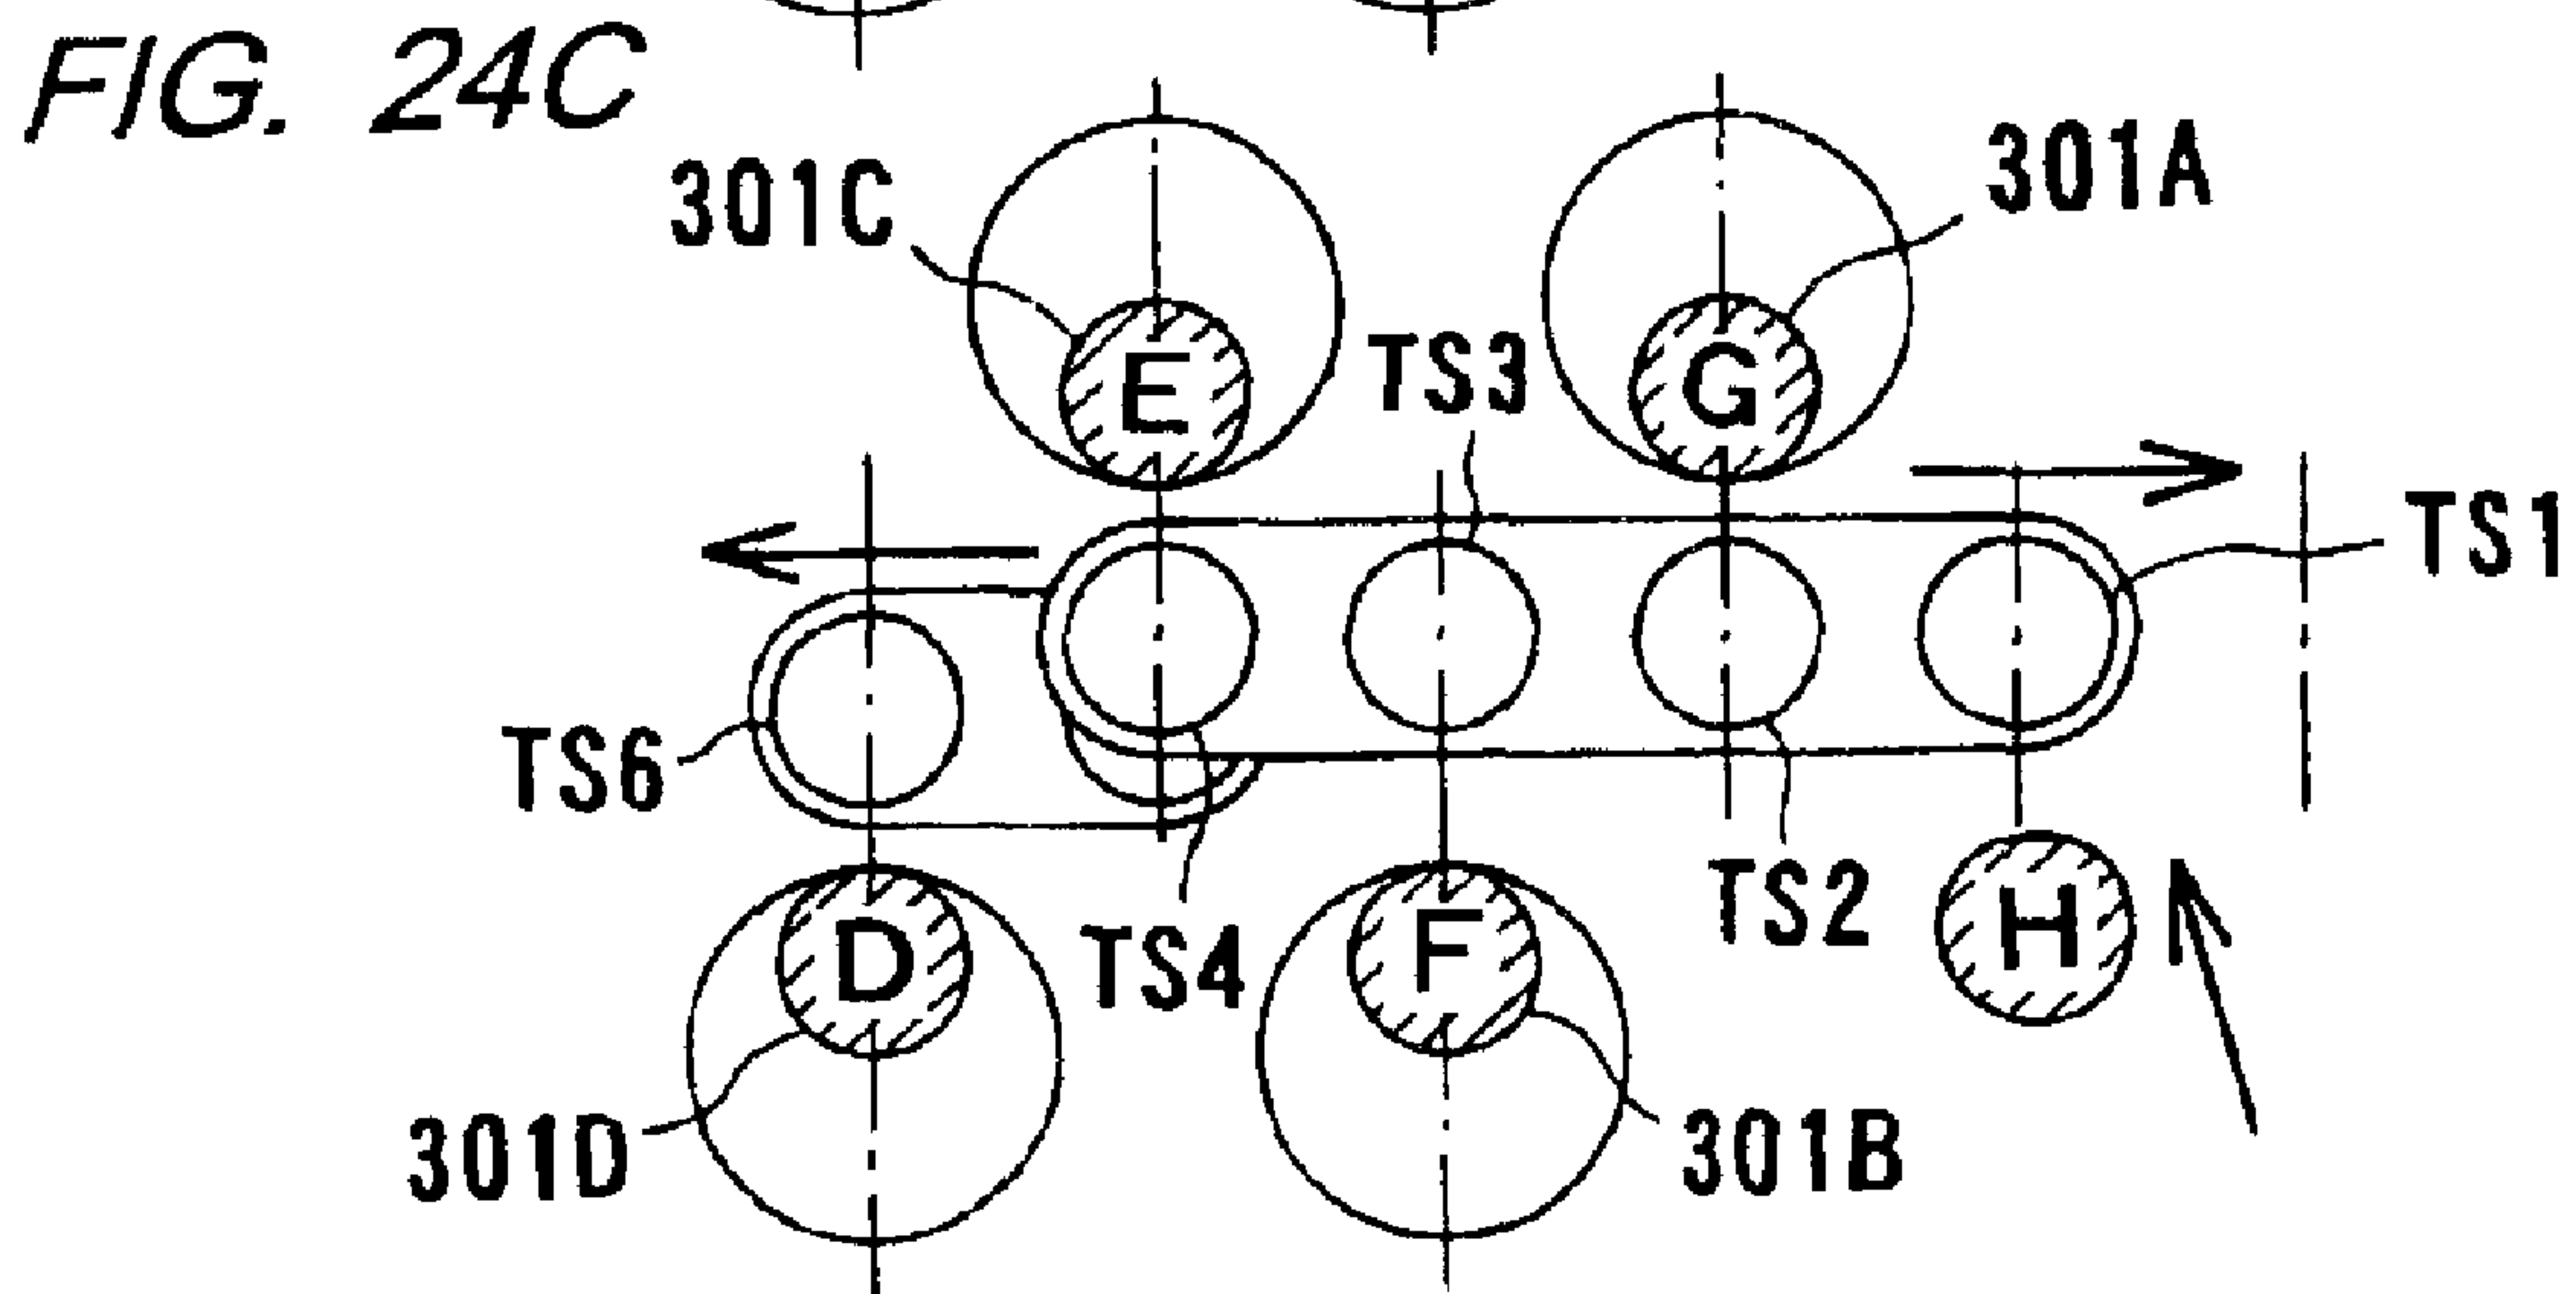 FIG. 24C
301C
301A
E
TS3
G
TS1
TS6
TS4
TS2
D
F
H
301D
301B